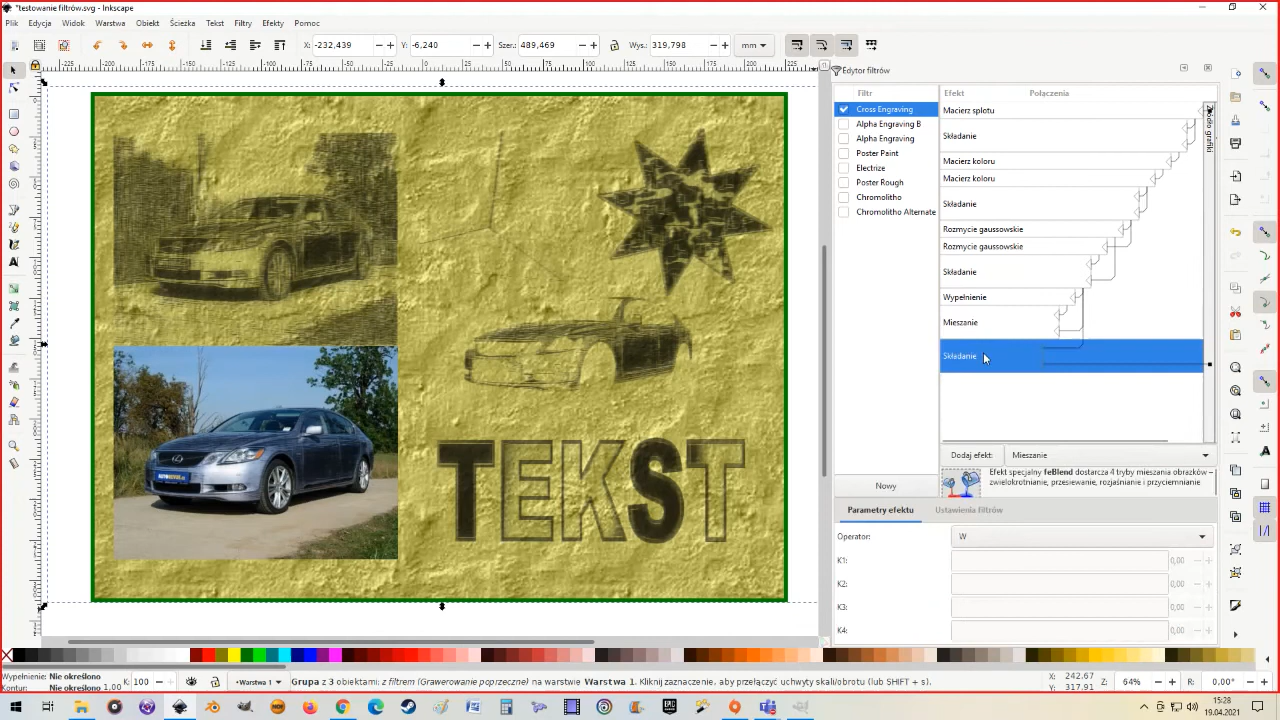 *testowanie filtrów.svg - Inkscape
Plik Edycja Widok Warstwa Obiekt Ścieżka Tekst Filtry Efekty Pomoc
X: -232,439 Y: -6,240 Szer.: 489,469 Wys.: 319,798 mm
Edytor filtrów
Filtr Efekt Połączenia
Cross Engraving
Alpha Engraving B
Alpha Engraving
Poster Paint
Electrize
Poster Rough
Chromolitho
Chromolitho Alternate
Macierz splotu
Składanie
Macierz koloru
Macierz koloru
Składanie
Rozmycie gaussowskie
Rozmycie gaussowskie
Składanie
Wypełnienie
Mieszanie
Składanie
Źródło grafiki
TEKST
Nowy
Dodaj efekt: Mieszanie
Efekt specjalny feBlend dostarcza 4 tryby mieszania obrazków –
zwielokrotnianie, przesiewanie, rozjaśnianie i przyciemnianie
Parametry efektu Ustawienia filtrów
Operator: W
K1: 0,00
K2: 0,00
K3: 0,00
K4: 0,00
Wypełnienie: Nie określono
Kontur: Nie określono 1,00
K: 100
•Warstwa 1
Grupa z 3 obiektami: z filtrem (Grawerowanie poprzeczne) na warstwie Warstwa 1. Kliknij zaznaczenie, aby przełączyć uchwyty skali/obrotu (lub SHIFT + s).
X: 242.67
Y: 317.91
Z: 64% R: 0,00°
15:28
19.04.2021